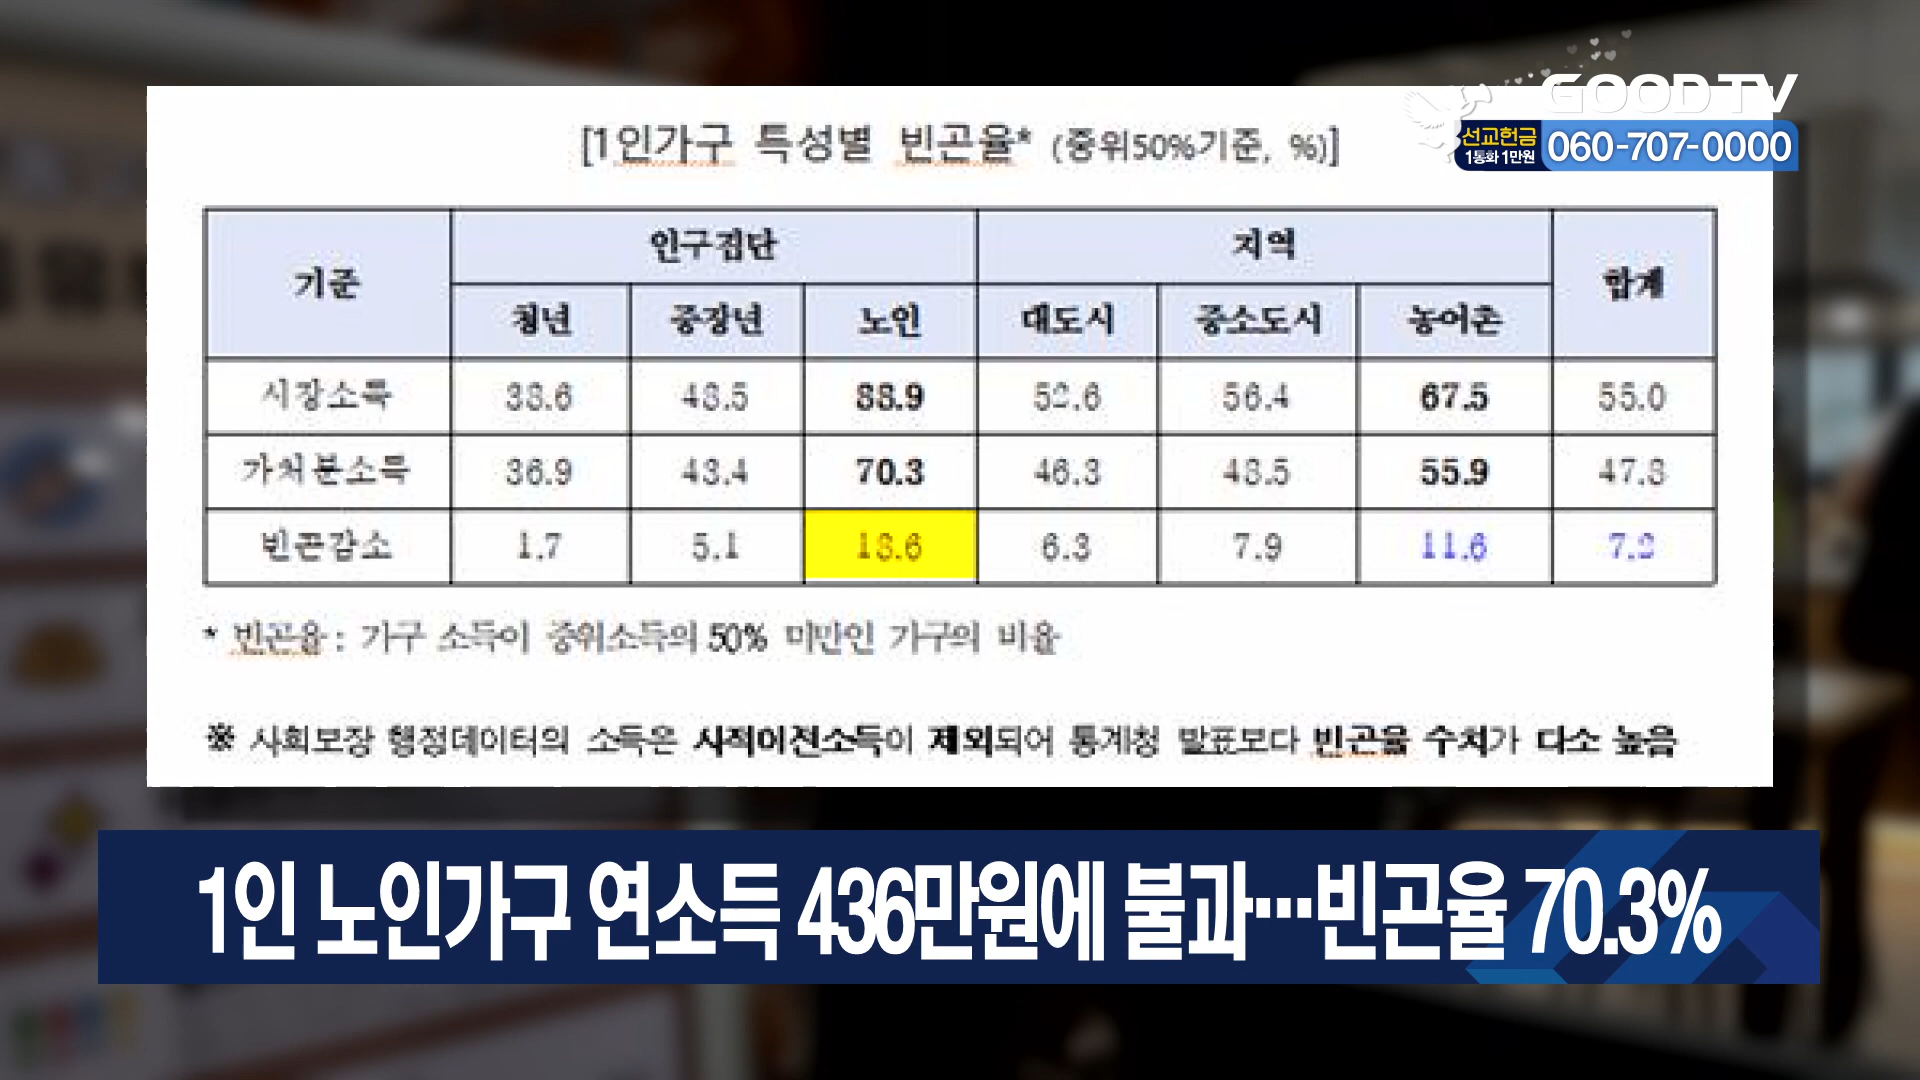 GOODTV
선교헌금
1통화 1만원
060-707-0000
[1인가구 특성별 빈곤율* (중위50%기준, %)]
기준 인구집단 지역 합계
청년 중장년 노인 대도시 중소도시 농어촌
시장소득 38.6 48.5 88.9 52.6 56.4 67.5 55.0
가처분소득 36.9 43.4 70.3 46.3 48.5 55.9 47.8
빈곤감소 1.7 5.1 18.6 6.3 7.9 11.6 7.2
* 빈곤율 : 가구 소득이 중위소득의 50% 미만인 가구의 비율
※ 사회보장 행정데이터의 소득은 사적이전소득이 제외되어 통계청 발표보다 빈곤율 수치가 다소 높음
1인 노인가구 연소득 436만원에 불과…빈곤율 70.3%